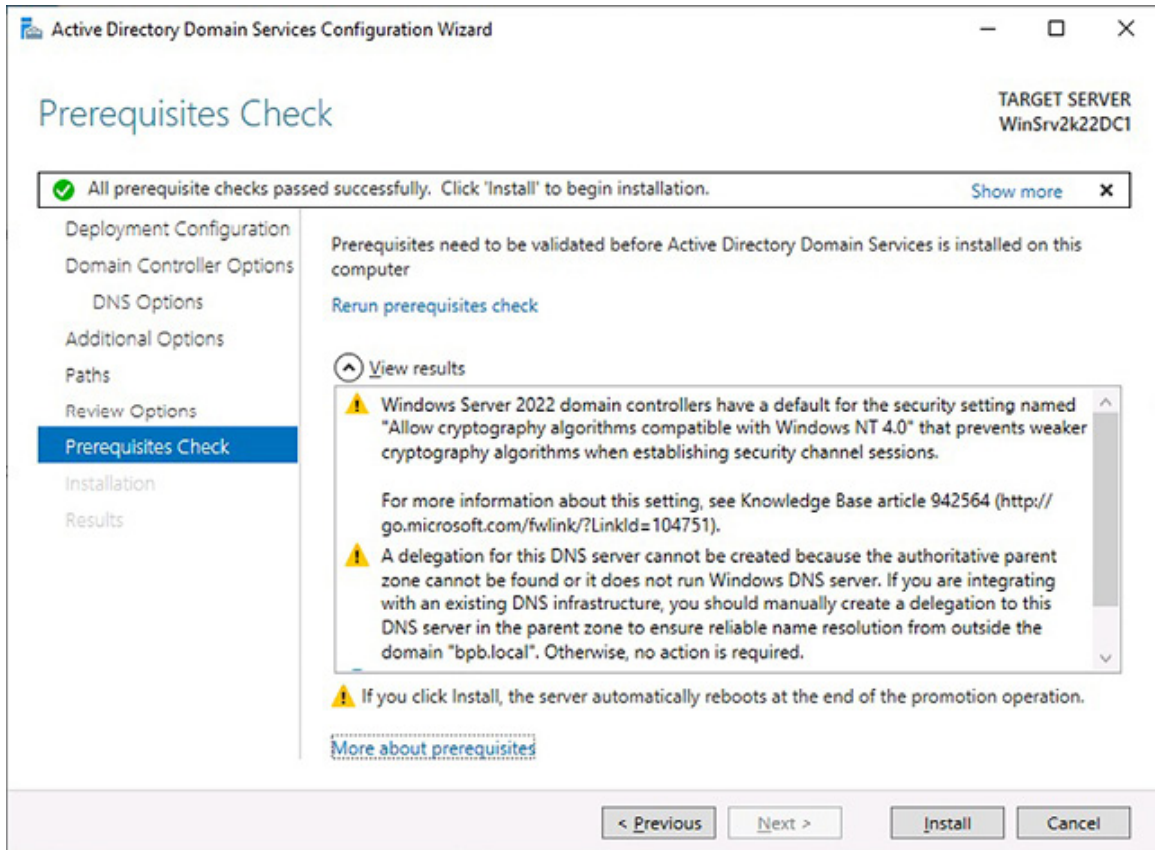 Active Directory Domain Services Configuration Wizard
Prerequisites Check
TARGET SERVER
WinSrv2k22DC1
All prerequisite checks passed successfully.  Click 'Install' to begin installation.
Show more
Deployment Configuration
Domain Controller Options
DNS Options
Additional Options
Paths
Review Options
Prerequisites Check
Installation
Results
Prerequisites need to be validated before Active Directory Domain Services is installed on this
computer
Rerun prerequisites check
View results
Windows Server 2022 domain controllers have a default for the security setting named
"Allow cryptography algorithms compatible with Windows NT 4.0" that prevents weaker
cryptography algorithms when establishing security channel sessions.
For more information about this setting, see Knowledge Base article 942564 (http://
go.microsoft.com/fwlink/?LinkId=104751).
A delegation for this DNS server cannot be created because the authoritative parent
zone cannot be found or it does not run Windows DNS server. If you are integrating
with an existing DNS infrastructure, you should manually create a delegation to this
DNS server in the parent zone to ensure reliable name resolution from outside the
domain "bpb.local". Otherwise, no action is required.
If you click Install, the server automatically reboots at the end of the promotion operation.
More about prerequisites
< Previous
Next >
Install
Cancel